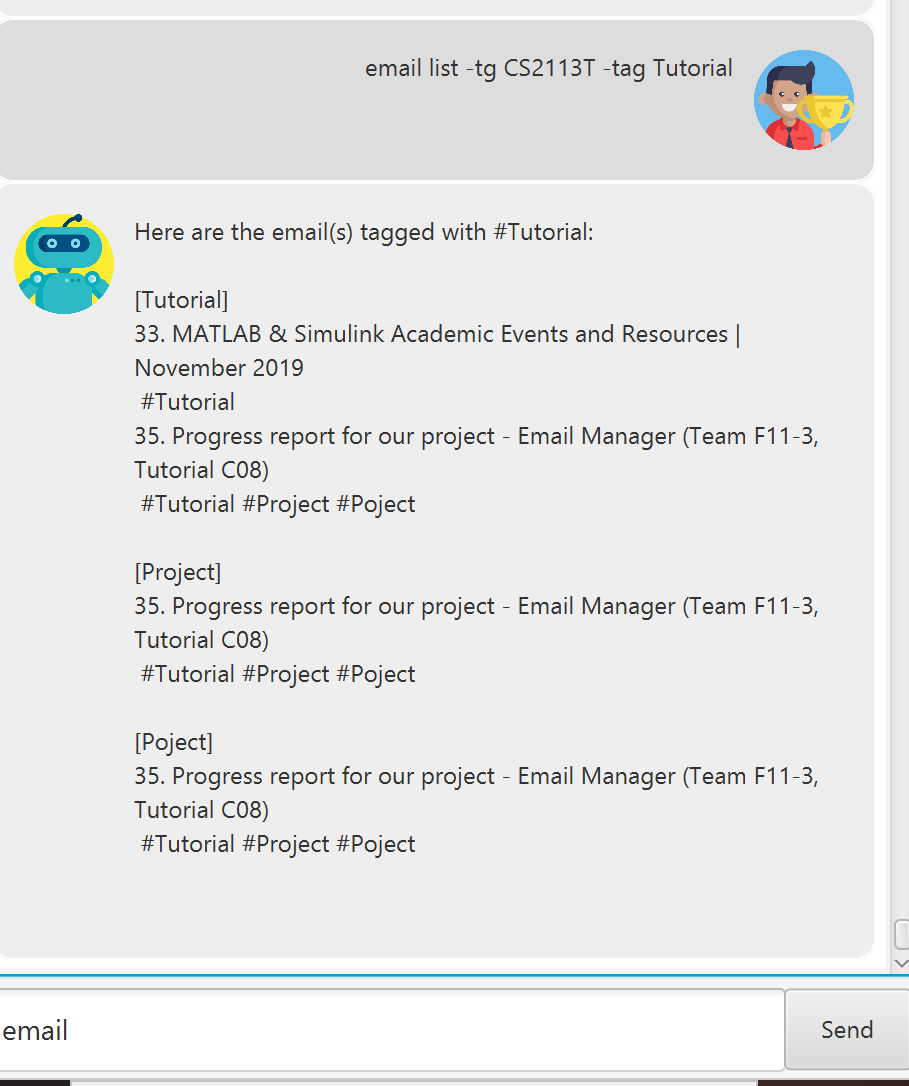 email list -tg CS2113T -tag Tutorial
Here are the email(s) tagged with #Tutorial:
[Tutorial]
33. MATLAB & Simulink Academic Events and Resources |
November 2019
#Tutorial
35. Progress report for our project - Email Manager (Team F11-3,
Tutorial C08)
#Tutorial #Project #Poject
[Project]
35. Progress report for our project - Email Manager (Team F11-3,
Tutorial C08)
#Tutorial #Project #Poject
[Poject]
35. Progress report for our project - Email Manager (Team F11-3,
Tutorial C08)
#Tutorial #Project #Poject
email
Send